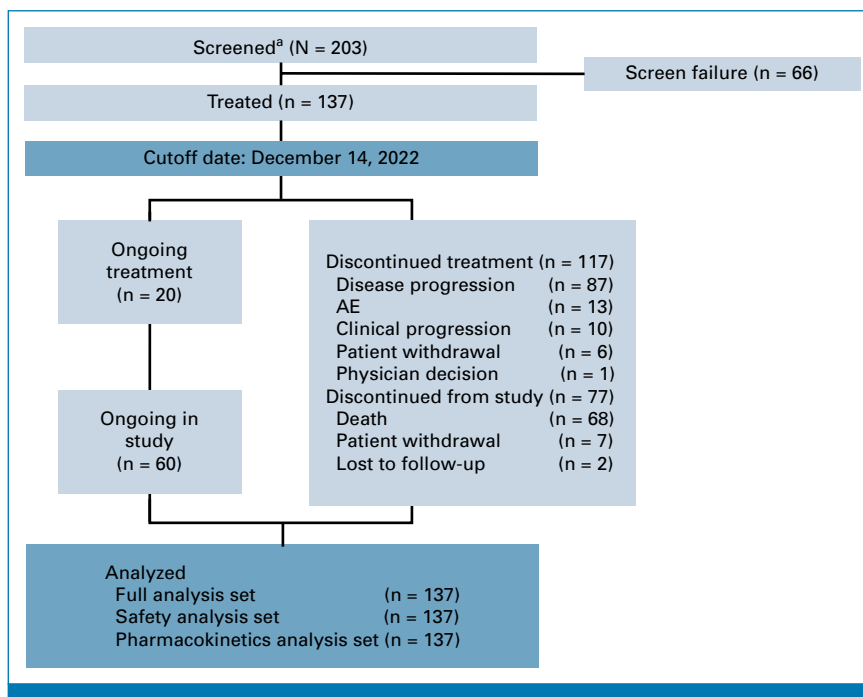 Screenedᵃ (N = 203)
Screen failure (n = 66)
Treated (n = 137)
Cutoff date: December 14, 2022
Ongoing
treatment
(n = 20)
Discontinued treatment (n = 117)
Disease progression (n = 87)
AE (n = 13)
Clinical progression (n = 10)
Patient withdrawal (n = 6)
Physician decision (n = 1)
Discontinued from study (n = 77)
Death (n = 68)
Patient withdrawal (n = 7)
Lost to follow-up (n = 2)
Ongoing in
study
(n = 60)
Analyzed
Full analysis set (n = 137)
Safety analysis set (n = 137)
Pharmacokinetics analysis set (n = 137)